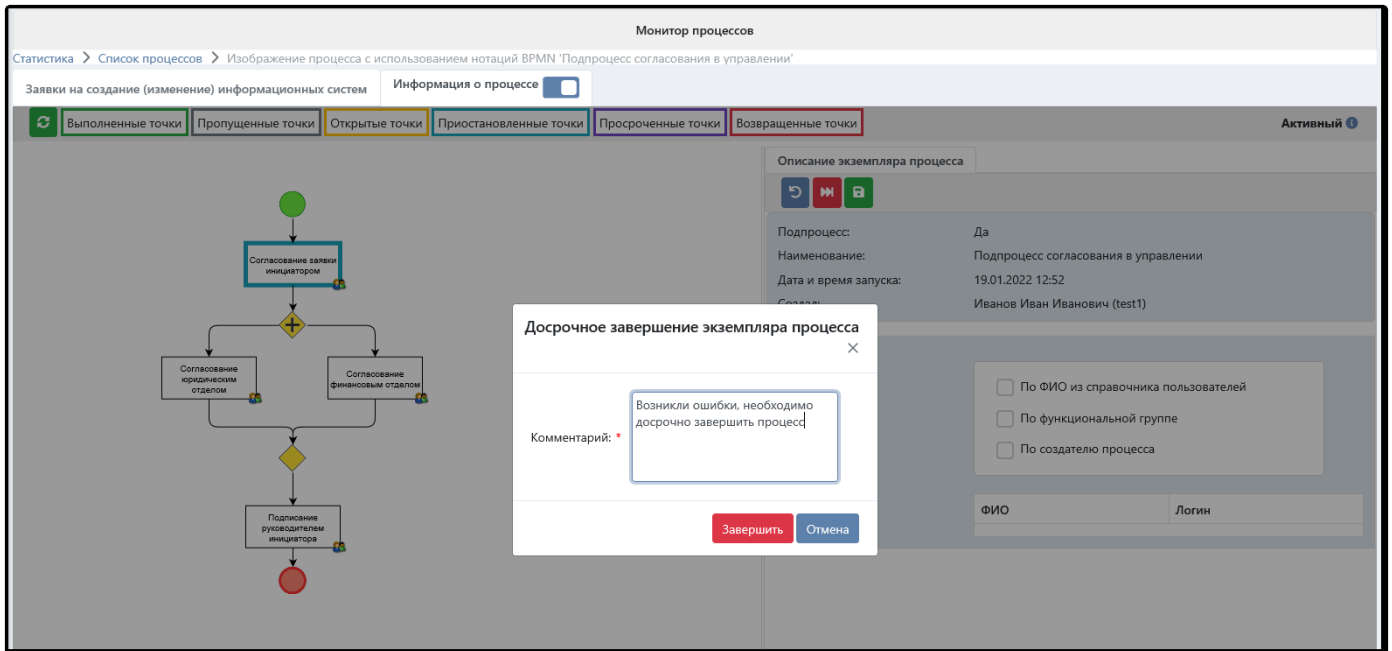 Монитор процессов
Статистика > Список процессов > Изображение процесса с использованием нотаций BPMN 'Подпроцесс согласования в управлении'
Заявки на создание (изменение) информационных систем
Информация о процессе
Выполненные точки
Пропущенные точки
Открытые точки
Приостановленные точки
Просроченные точки
Возвращенные точки
Активный
Согласование заявки
инициатором
Согласование
юридическим
отделом
Согласование
финансовым отделом
Подписание
руководителем
инициатора
Описание экземпляра процесса
Подпроцесс: Да
Наименование: Подпроцесс согласования в управлении
Дата и время запуска: 19.01.2022 12:52
Создал: Иванов Иван Иванович (test1)
По ФИО из справочника пользователей
По функциональной группе
По создателю процесса
ФИО Логин
Досрочное завершение экземпляра процесса
Комментарий: *
Возникли ошибки, необходимо
досрочно завершить процесс
Завершить
Отмена